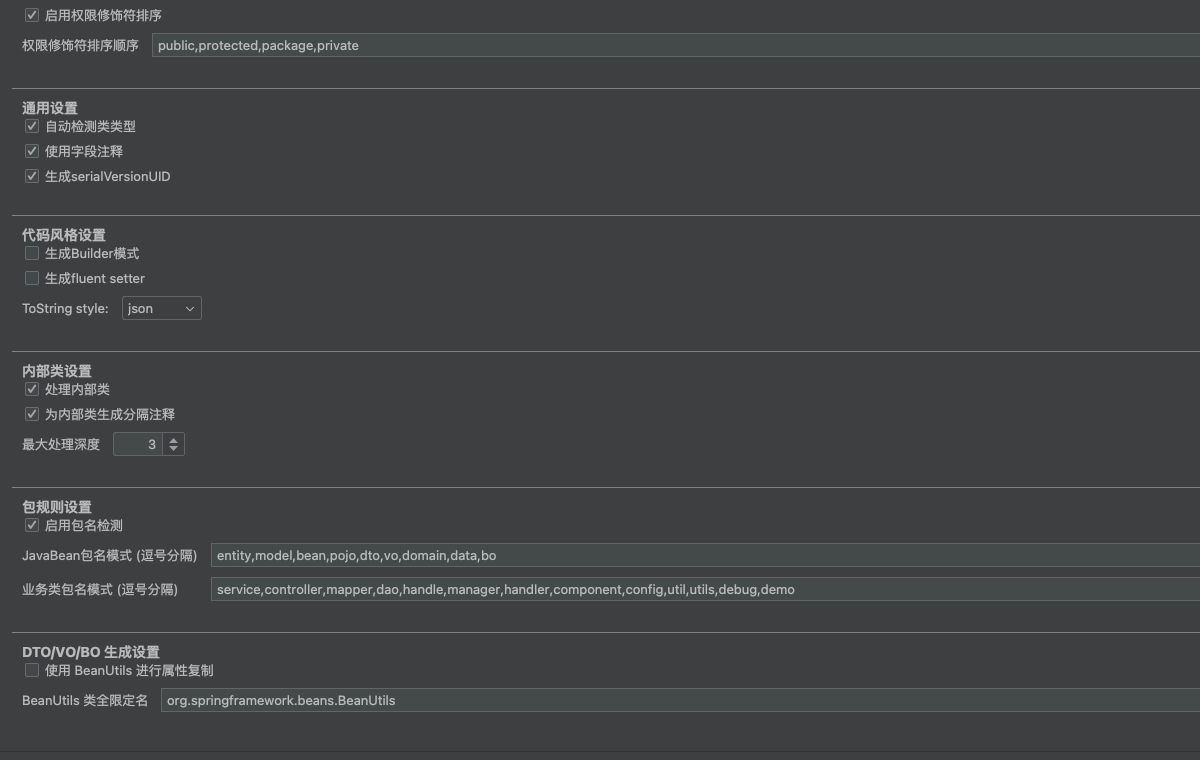 启用权限修饰符排序
权限修饰符排序顺序 public,protected,package,private
通用设置
自动检测类类型
使用字段注释
生成serialVersionUID
代码风格设置
生成Builder模式
生成fluent setter
ToString style: json
内部类设置
处理内部类
为内部类生成分隔注释
最大处理深度 3
包规则设置
启用包名检测
JavaBean包名模式 (逗号分隔) entity,model,bean,pojo,dto,vo,domain,data,bo
业务类包名模式 (逗号分隔) service,controller,mapper,dao,handle,manager,handler,component,config,util,utils,debug,demo
DTO/VO/BO 生成设置
使用 BeanUtils 进行属性复制
BeanUtils 类全限定名 org.springframework.beans.BeanUtils